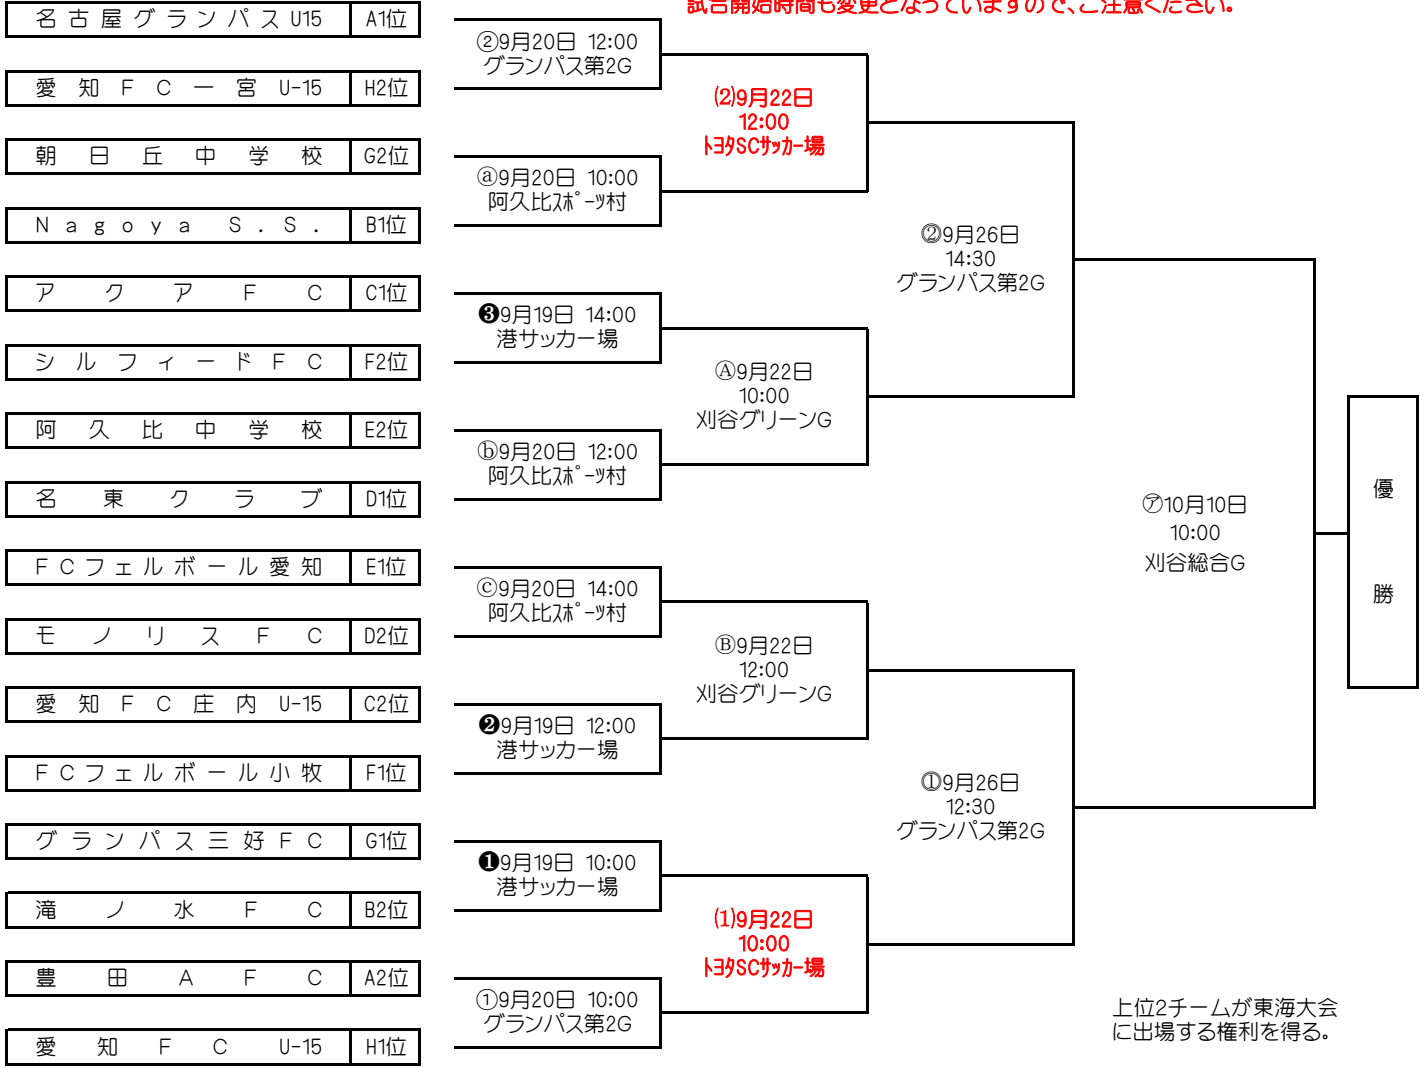 試合開始時間も変更となっていますので、ご注意ください。
名古屋グランパスU15 A1位
愛知FC一宮 U-15 H2位
朝日丘中学校 G2位
Nagoya S.S. B1位
アクアFC C1位
シルフィードFC F2位
阿久比中学校 E2位
名東クラブ D1位
FCフェルボール愛知 E1位
モノリスFC D2位
愛知FC庄内 U-15 C2位
FCフェルボール小牧 F1位
グランパス三好FC G1位
滝ノ水FC B2位
豊田AFC A2位
愛知FC U-15 H1位
②9月20日 12:00
グランパス第2G
ⓐ9月20日 10:00
阿久比ｽﾎﾟｰﾂ村
❸9月19日 14:00
港サッカー場
ⓑ9月20日 12:00
阿久比ｽﾎﾟｰﾂ村
ⓒ9月20日 14:00
阿久比ｽﾎﾟｰﾂ村
❷9月19日 12:00
港サッカー場
❶9月19日 10:00
港サッカー場
①9月20日 10:00
グランパス第2G
⑵9月22日
12:00
ﾄﾖﾀSCｻｯｶｰ場
Ⓐ9月22日
10:00
刈谷グリーンG
Ⓑ9月22日
12:00
刈谷グリーンG
⑴9月22日
10:00
ﾄﾖﾀSCｻｯｶｰ場
⓶9月26日
14:30
グランパス第2G
⓵9月26日
12:30
グランパス第2G
㋐10月10日
10:00
刈谷総合G
優
勝
上位2チームが東海大会
に出場する権利を得る。